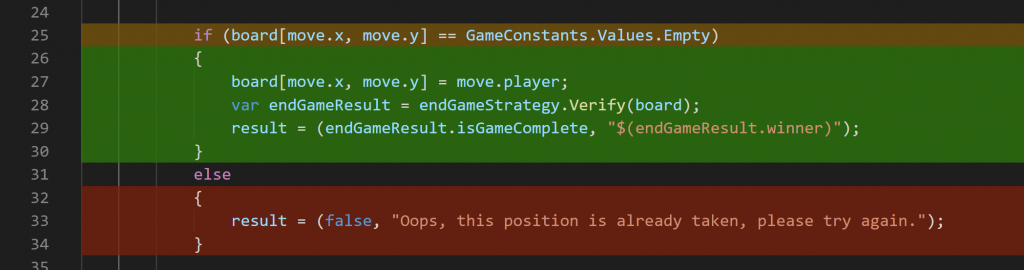 24
25 if (board[move.x, move.y] == GameConstants.Values.Empty)
26 {
27 board[move.x, move.y] = move.player;
28 var endGameResult = endGameStrategy.Verify(board);
29 result = (endGameResult.isGameComplete, "$(endGameResult.winner)");
30 }
31 else
32 {
33 result = (false, "Oops, this position is already taken, please try again.");
34 }
35